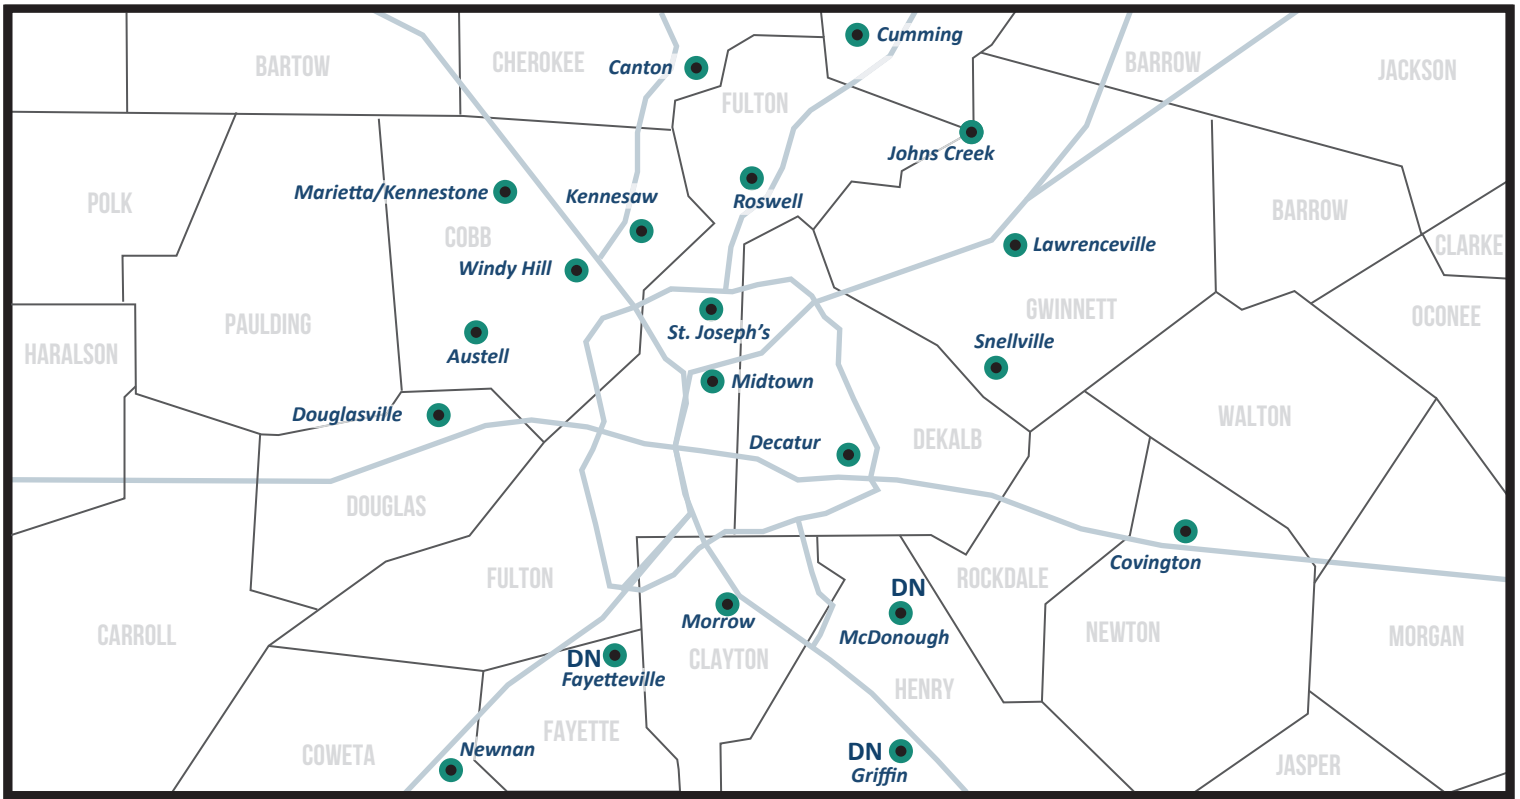 Cumming
CHEROKEE
BARROW
BARTOW
Canton
JACKSON
FULTON
Johns Creek
Marietta/Kennestone
Kennesaw
Roswell
POLK
BARROW
COBB
Lawrenceville
CLARKE
Windy Hill
GWINNETT
OCONEE
PAULDING
St. Joseph’s
Snellville
HARALSON
Austell
Midtown
Douglasville
WALTON
Decatur
DEKALB
DOUGLAS
Covington
FULTON
ROCKDALE
DN
Morrow
McDonough
NEWTON
CARROLL
MORGAN
DN
CLAYTON
Fayetteville
HENRY
FAYETTE
Newnan
DN
COWETA
JASPER
Griffin